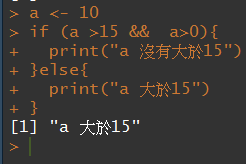 > a <- 10
> if (a >15 && a>0){
+   print("a 沒有大於15")
+ }else{
+   print("a 大於15")
+ }
[1] "a 大於15"
>